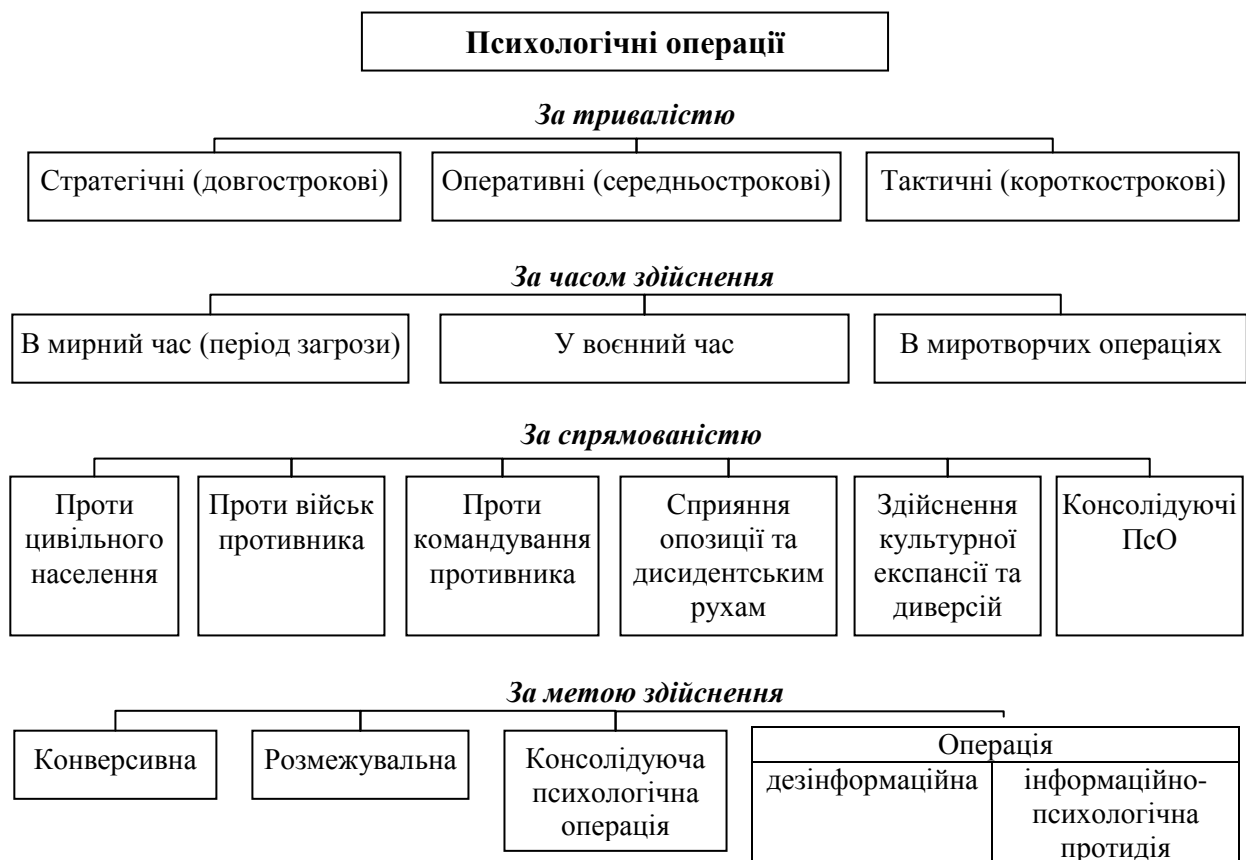 Психологічні операції
За тривалістю
Стратегічні (довгострокові)
Оперативні (середньострокові)
Тактичні (короткострокові)
За часом здійснення
В мирний час (період загрози)
У воєнний час
В миротворчих операціях
За спрямованістю
Проти
цивільного
населення
Проти військ
противника
Проти
командування
противника
Сприяння
опозиції та
дисидентським
рухам
Здійснення
культурної
експансії та
диверсій
Консолідуючі
ПсО
За метою здійснення
Конверсивна
Розмежувальна
Консолідуюча
психологічна
операція
Операція
дезінформаційна
інформаційно-
психологічна
протидія